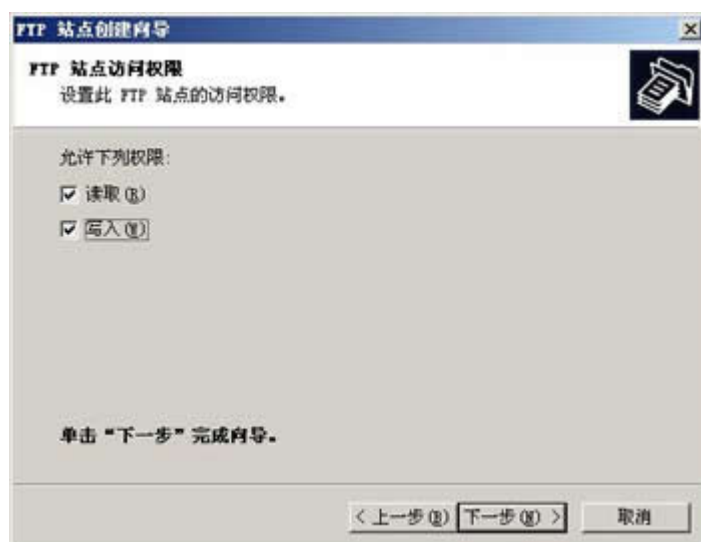 FTP 站点创建向导
FTP 站点访问权限
设置此 FTP 站点的访问权限。
允许下列权限:
读取(R)
写入(W)
单击“下一步”完成向导。
< 上一步(B) 下一步(N) > 取消